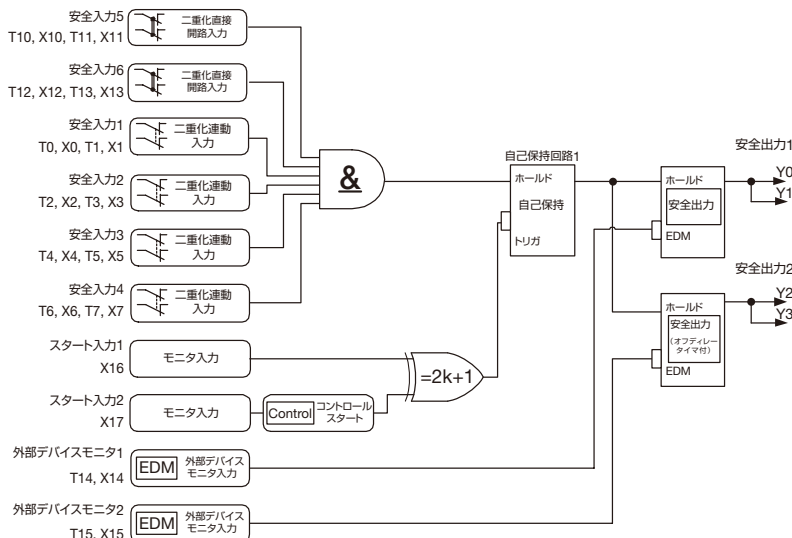 安全入力5
T10, X10, T11, X11
二重化直接
開路入力
安全入力6
T12, X12, T13, X13
二重化直接
開路入力
安全入力1
T0, X0, T1, X1
二重化連動
入力
安全入力2
T2, X2, T3, X3
二重化連動
入力
安全入力3
T4, X4, T5, X5
二重化連動
入力
安全入力4
T6, X6, T7, X7
二重化連動
入力
&
スタート入力1
X16
モニタ入力
スタート入力2
X17
モニタ入力
Control
コントロール
スタート
=2k+1
外部デバイスモニタ1
T14, X14
EDM
外部デバイス
モニタ入力
外部デバイスモニタ2
T15, X15
EDM
外部デバイス
モニタ入力
自己保持回路1
ホールド
自己保持
トリガ
安全出力1
ホールド
安全出力
EDM
Y0
Y1
安全出力2
ホールド
安全出力
(オフディレー
タイマ付)
EDM
Y2
Y3